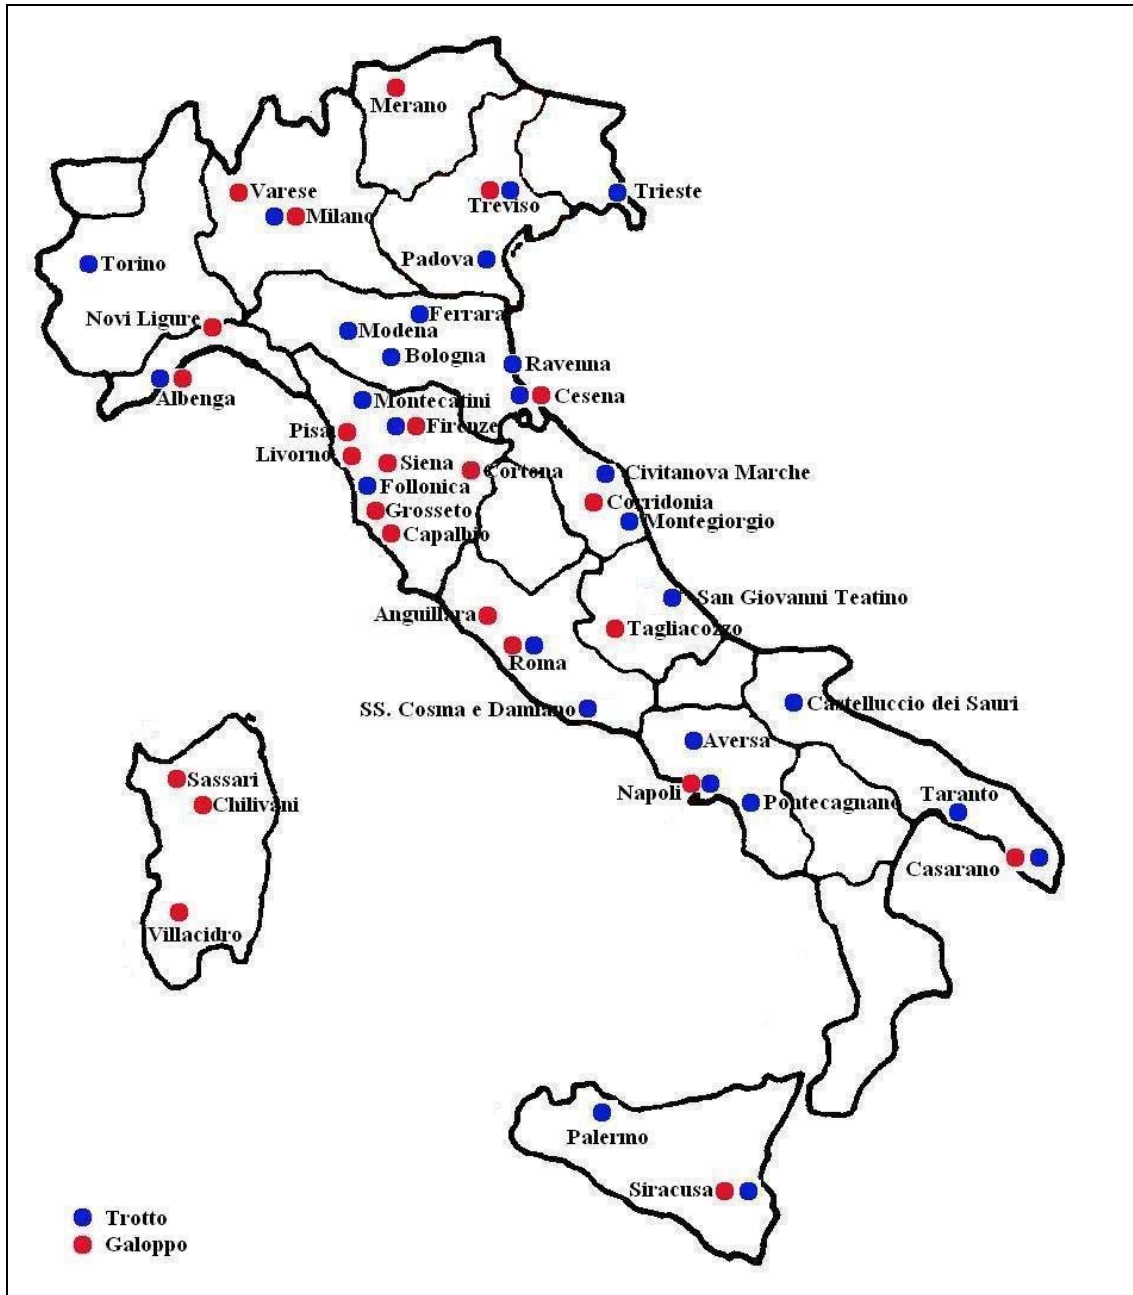 Merano
Varese
Treviso
Trieste
Milano
Padova
Torino
Ferrara
Novi Ligure
Modena
Bologna
Ravenna
Albenga
Montecatini
Cesena
Pisa
Firenze
Livorno
Siena
Cortona
Civitanova Marche
Follonica
Corridonia
Grosseto
Montegiorgio
Capalbio
San Giovanni Teatino
Anguillara
Tagliacozzo
Roma
SS. Cosma e Damiano
Castelluccio dei Sauri
Aversa
Sassari
Napoli
Taranto
Chilivani
Pontecagnano
Casarano
Villacidro
Palermo
Siracusa
Trotto
Galoppo